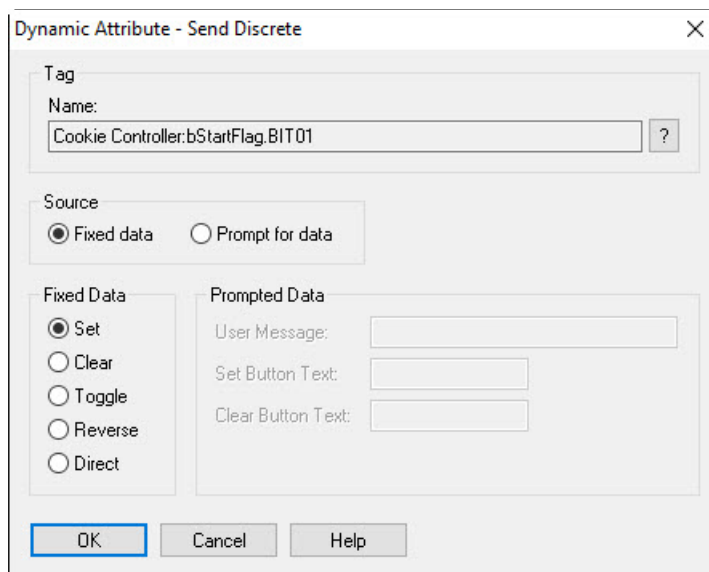 Dynamic Attribute - Send Discrete
Tag
Name:
Cookie Controller:bStartFlag.BIT01
?
Source
Fixed data
Prompt for data
Fixed Data
Set
Clear
Toggle
Reverse
Direct
Prompted Data
User Message:
Set Button Text:
Clear Button Text:
OK
Cancel
Help